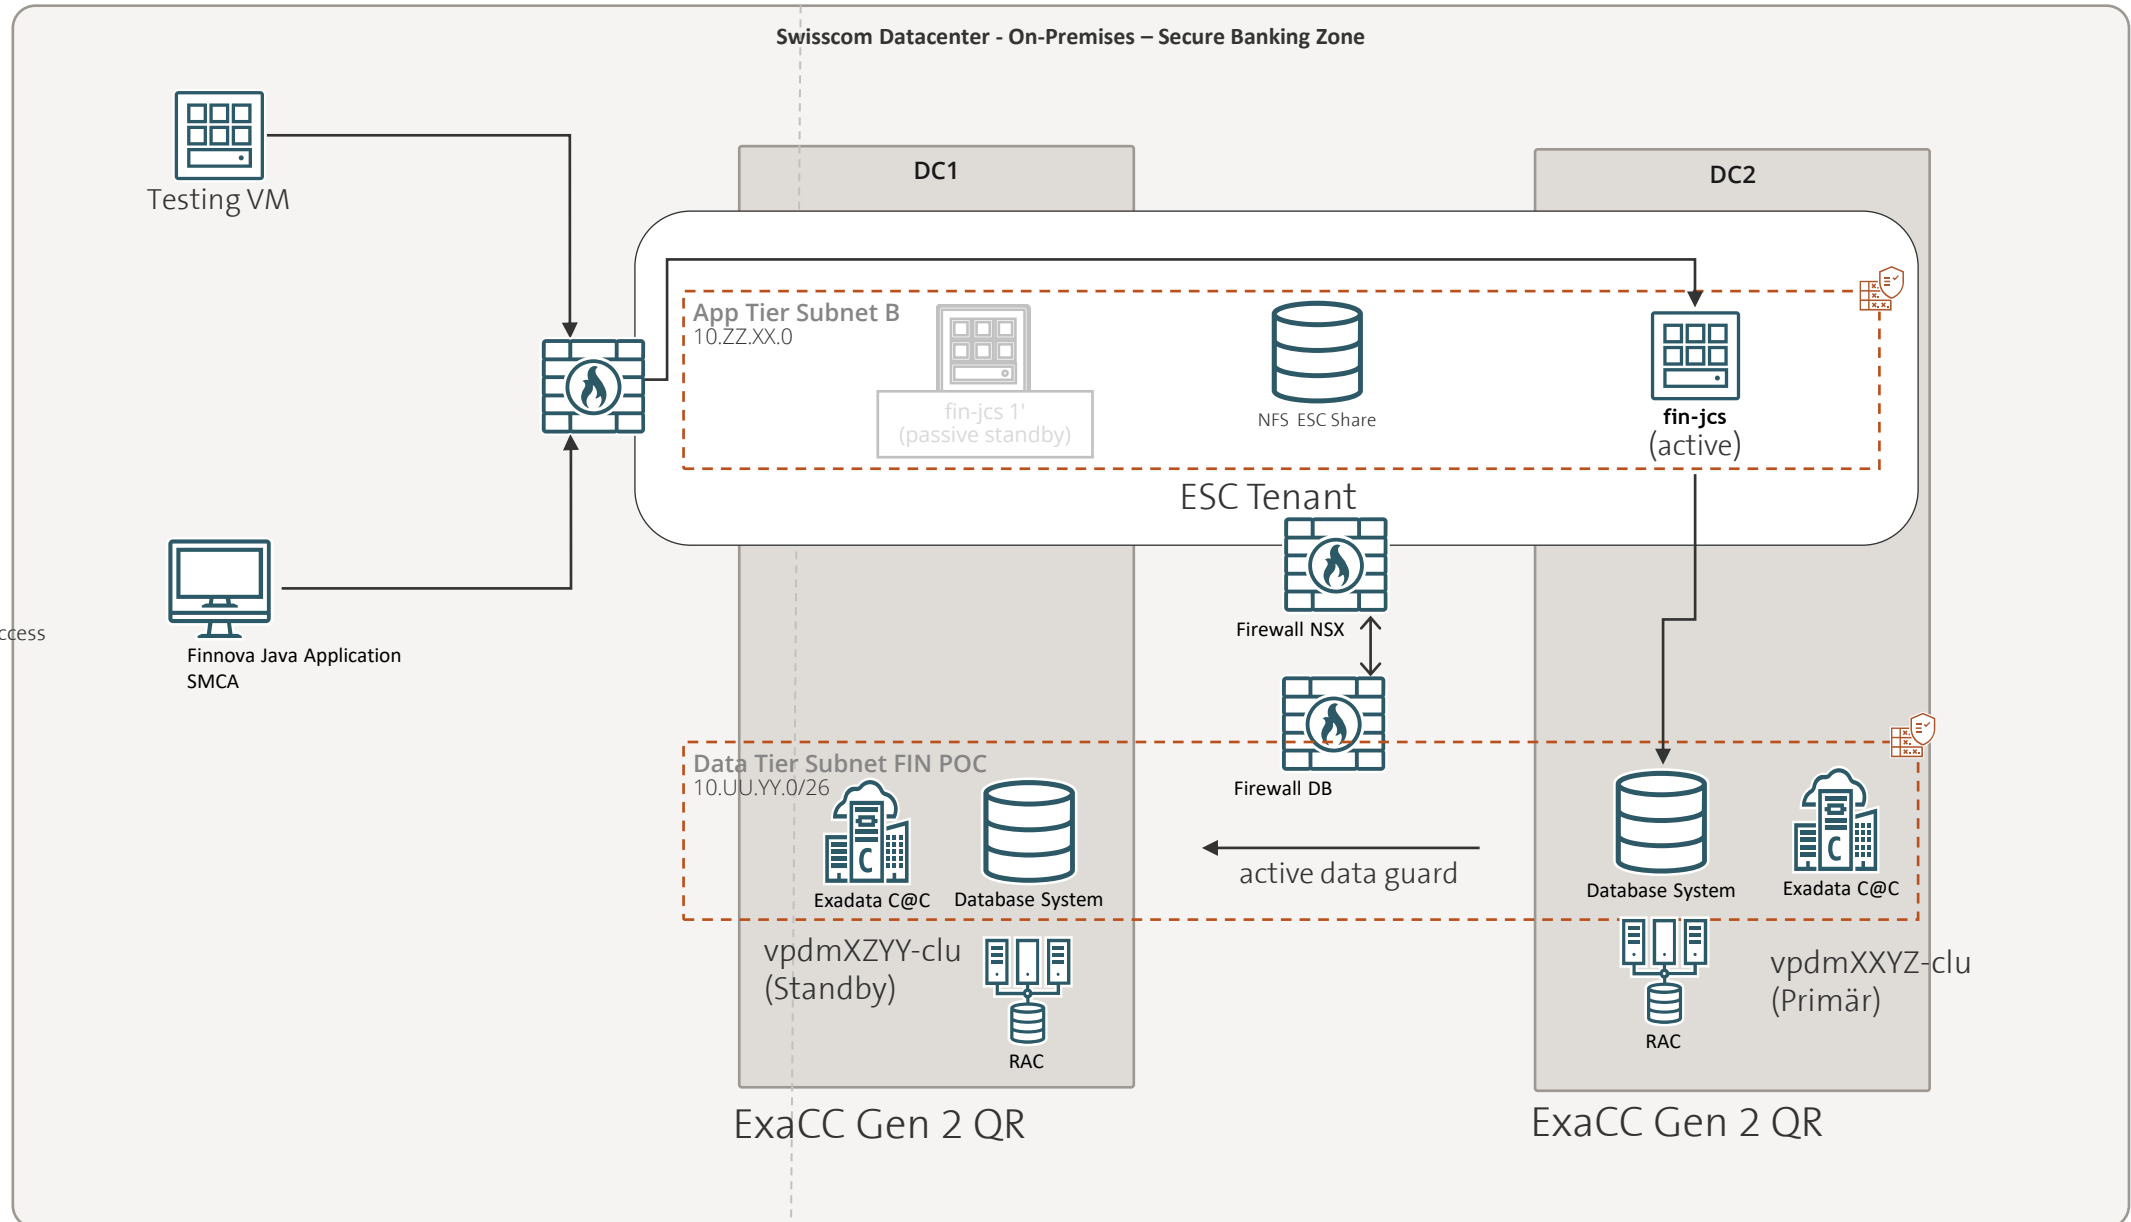 Swisscom Datacenter - On-Premises – Secure Banking Zone
Testing VM
DC1
DC2
App Tier Subnet B
10.ZZ.XX.0
fin-jcs 1'
(passive standby)
NFS ESC Share
fin-jcs
(active)
ESC Tenant
Firewall NSX
ccess
Finnova Java Application
SMCA
Data Tier Subnet FIN POC
10.UU.YY.0/26
Firewall DB
C
Exadata C@C
Database System
active data guard
Database System
C
Exadata C@C
vpdmXZYY-clu
(Standby)
RAC
RAC
vpdmXXYZ-clu
(Primär)
ExaCC Gen 2 QR
ExaCC Gen 2 QR